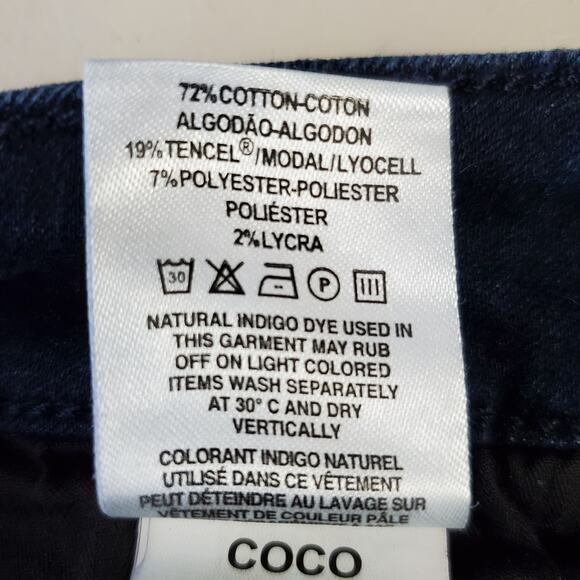 72% COTTON-COTON
ALGODÃO-ALGODON
19% TENCEL®/MODAL/LYOCELL
7% POLYESTER-POLIESTER
POLIÉSTER
2% LYCRA
30 P
NATURAL INDIGO DYE USED IN
THIS GARMENT MAY RUB
OFF ON LIGHT COLORED
ITEMS WASH SEPARATELY
AT 30° C AND DRY
VERTICALLY
COLORANT INDIGO NATUREL
UTILISÉ DANS CE VÊTEMENT
PEUT DÉTEINDRE AU LAVAGE SUR
VÊTEMENT DE COULEUR PÂLE
COCO